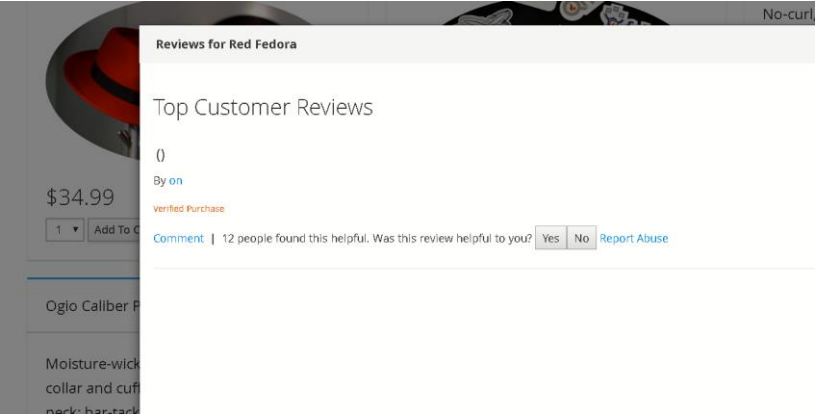 No-curl,
Reviews for Red Fedora
Top Customer Reviews
()
By on
Verified Purchase
Comment | 12 people found this helpful. Was this review helpful to you? Yes No Report Abuse
$34.99
1 Add To C
Ogio Caliber P
Moisture-wick
collar and cuff
neck; bar-tack